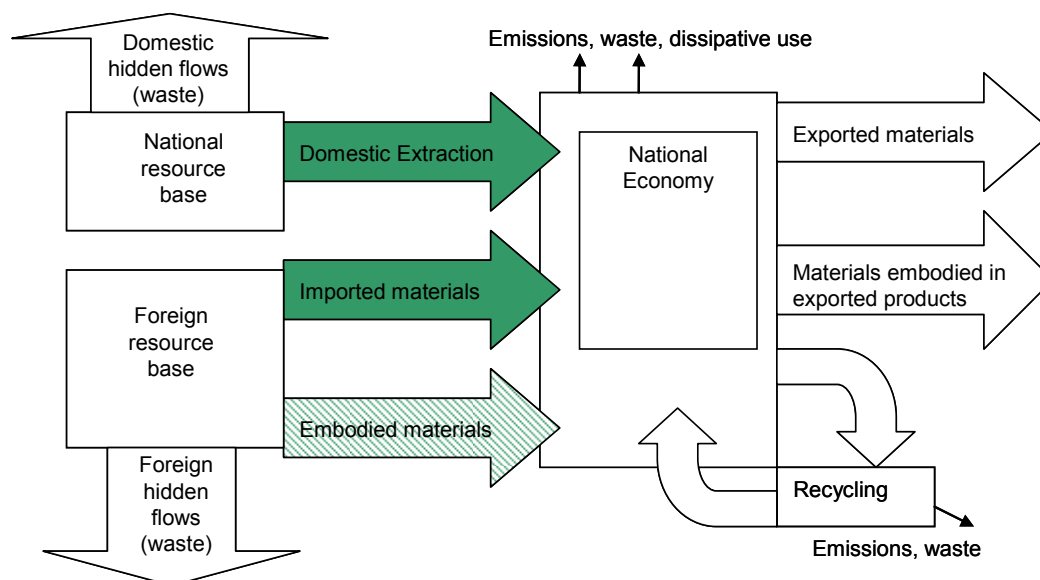 Domestic
hidden flows
(waste)
National
resource
base
Domestic Extraction
Imported materials
Foreign
resource
base
Embodied materials
Foreign
hidden
flows
(waste)
Emissions, waste, dissipative use
National
Economy
Exported materials
Materials embodied in
exported products
Recycling
Emissions, waste